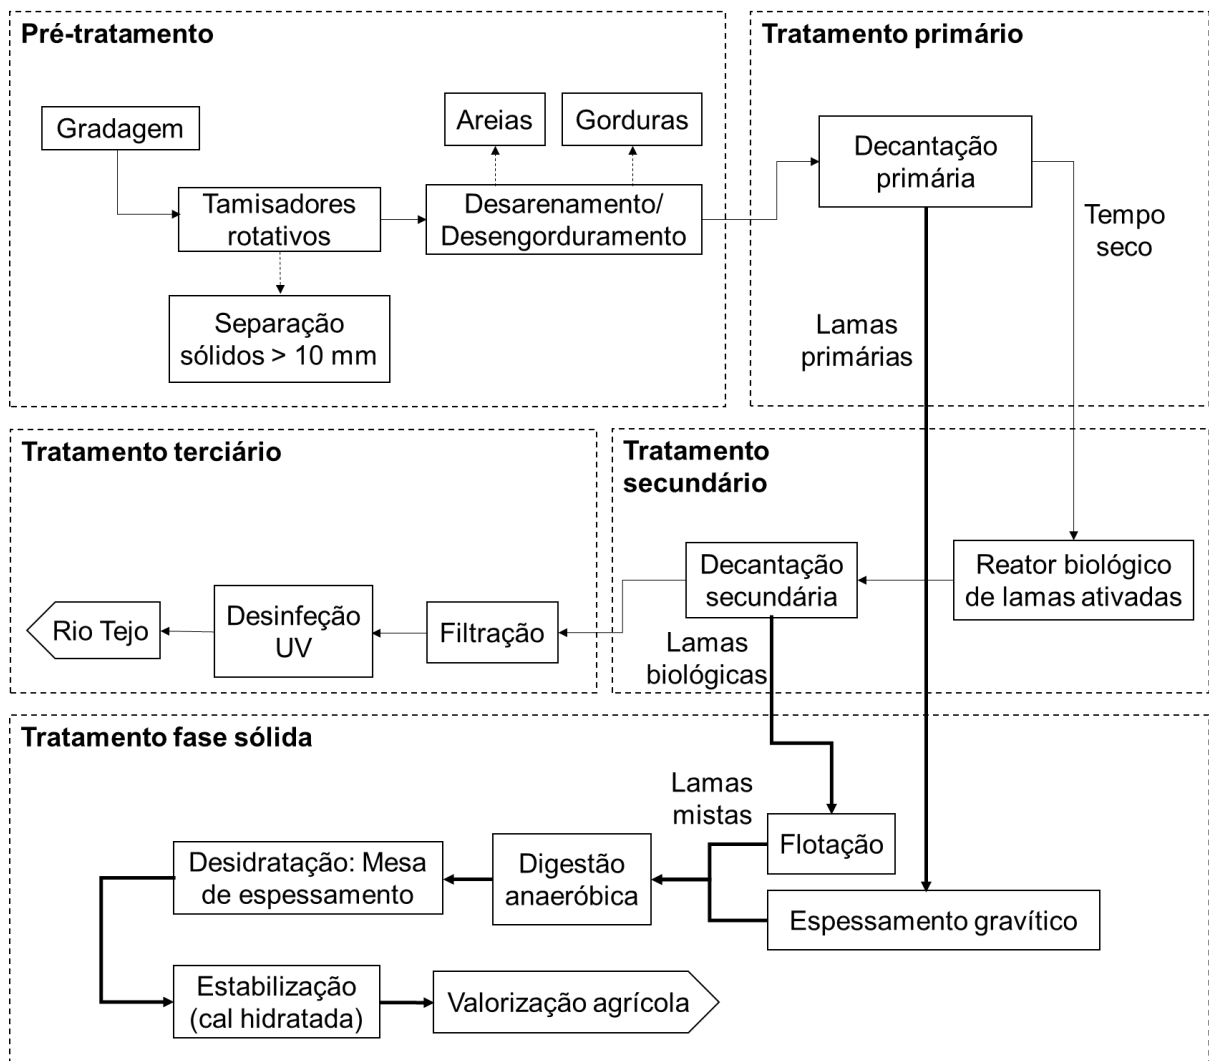 Pré-tratamento
Gradagem
Tamisadores
rotativos
Separação
sólidos > 10 mm
Areias
Gorduras
Desarenamento/
Desengorduramento
Tratamento primário
Decantação
primária
Tempo
seco
Lamas
primárias
Tratamento
secundário
Reator biológico
de lamas ativadas
Decantação
secundária
Lamas
biológicas
Tratamento terciário
Filtração
Desinfeção
UV
Rio Tejo
Tratamento fase sólida
Flotação
Espessamento gravítico
Lamas
mistas
Digestão
anaeróbica
Desidratação: Mesa
de espessamento
Estabilização
(cal hidratada)
Valorização agrícola